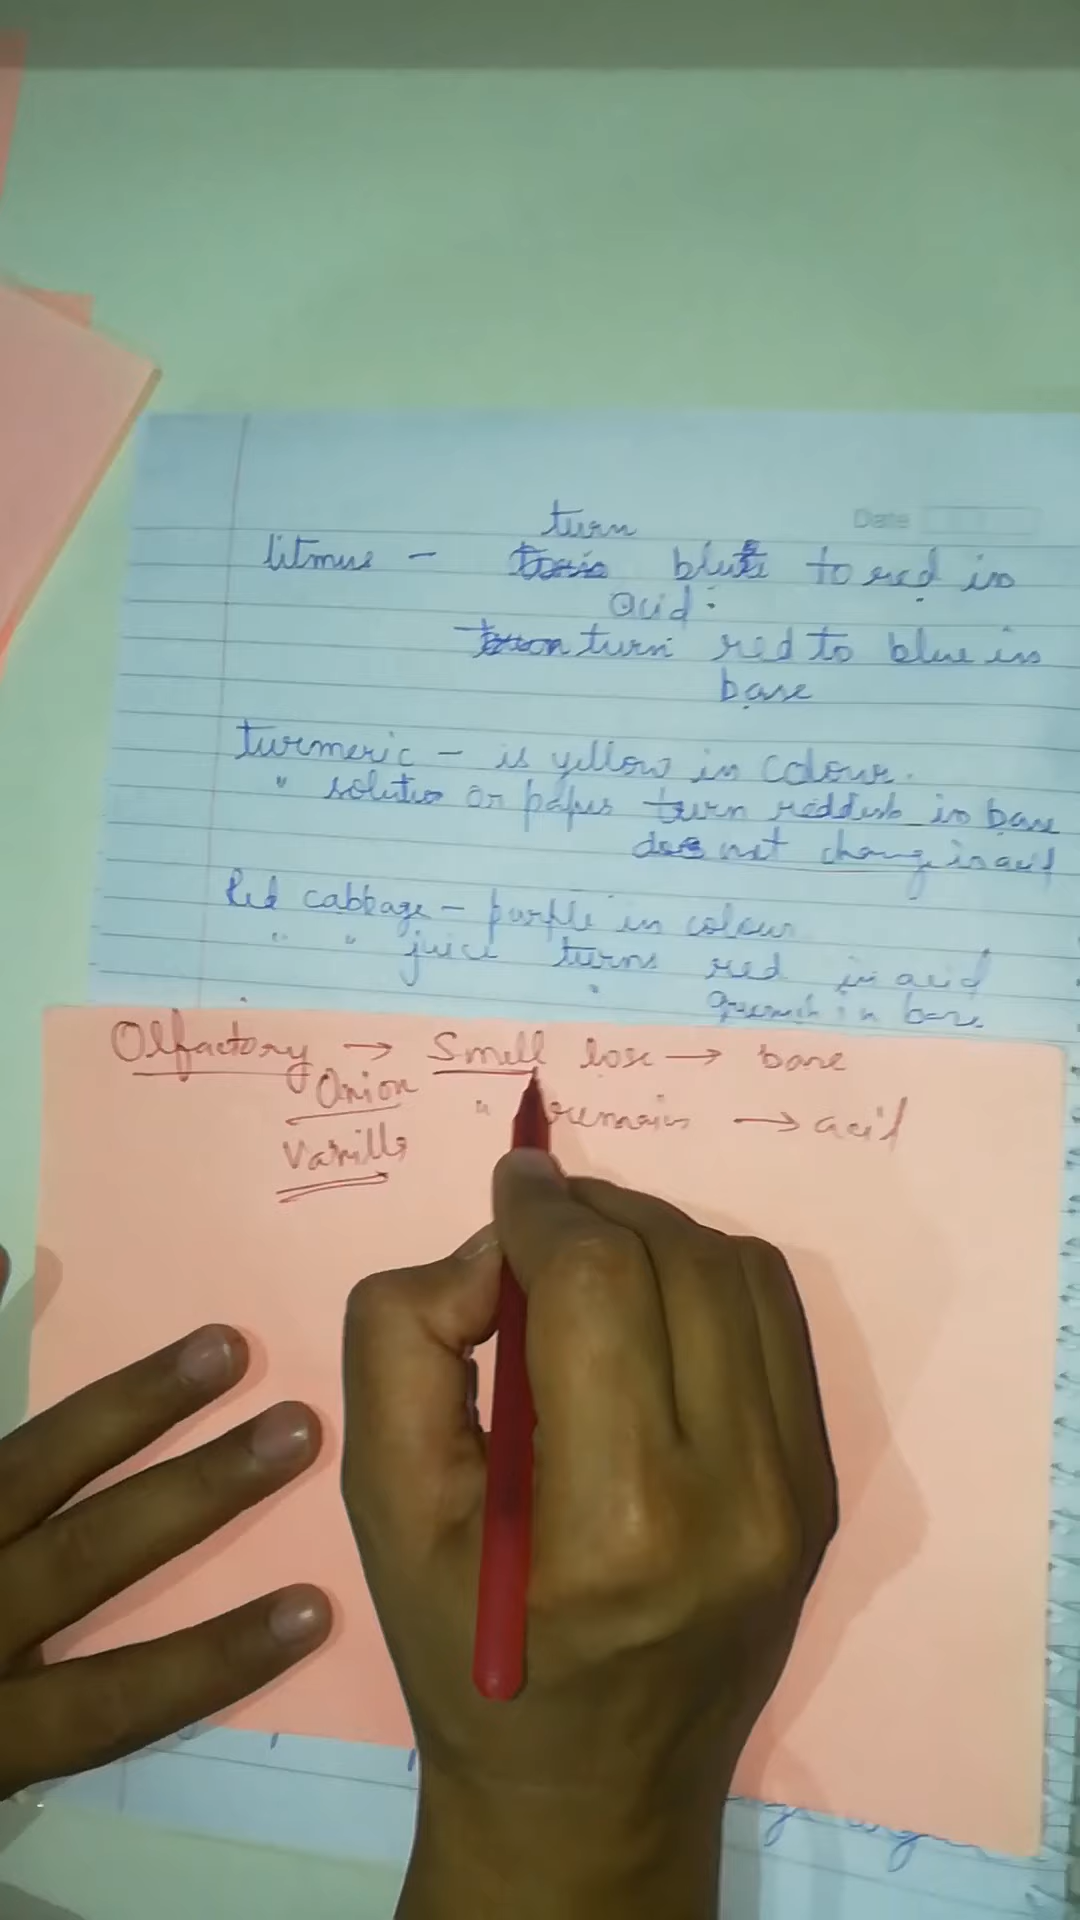 Date
turn
litmus - blue to red in
acid:
turn red to blue in
base
turmeric - is yellow in colour.
" solution or paper turn reddish in base
does not change in acid
Red cabbage - purple in colour
" " juice turns red in acid
" greenish in base.
Olfactory → Smell lose → base
Onion " remains → acid
Vanilla